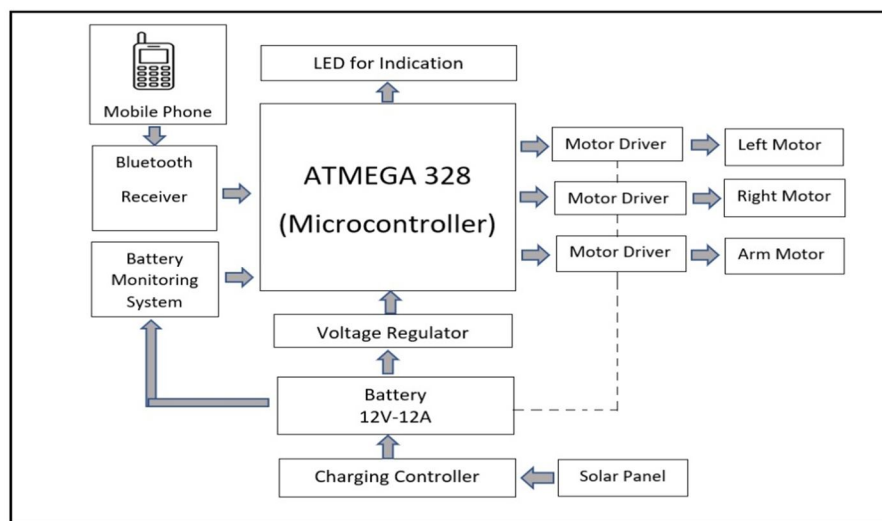 LED for Indication
Mobile Phone
Bluetooth
Receiver
ATMEGA 328
(Microcontroller)
Motor Driver
Left Motor
Motor Driver
Right Motor
Motor Driver
Arm Motor
Battery
Monitoring
System
Voltage Regulator
Battery
12V-12A
Charging Controller
Solar Panel